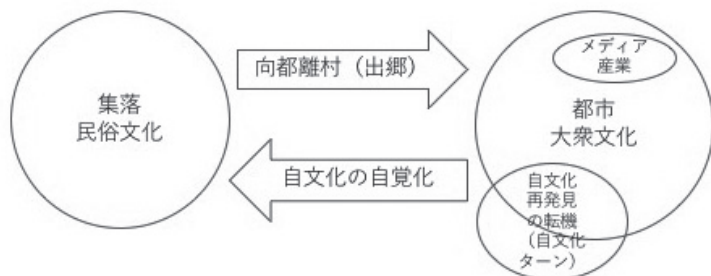 集落
民俗文化
向都離村（出郷）
自文化の自覚化
メディア
産業
都市
大衆文化
自文化
再発見
の転機
（自文化
ターン）